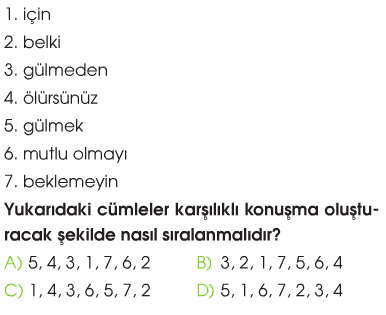 1. için
2. belki
3. gülmeden
4. ölürsünüz
5. gülmek
6. mutlu olmayı
7. beklemeyin
Yukarıdaki cümleler karşılıklı konuşma oluştu-
racak şekilde nasıl sıralanmalıdır?
A) 5, 4, 3, 1, 7, 6, 2 B) 3, 2, 1, 7, 5, 6, 4
C) 1, 4, 3, 6, 5, 7, 2 D) 5, 1, 6, 7, 2, 3, 4